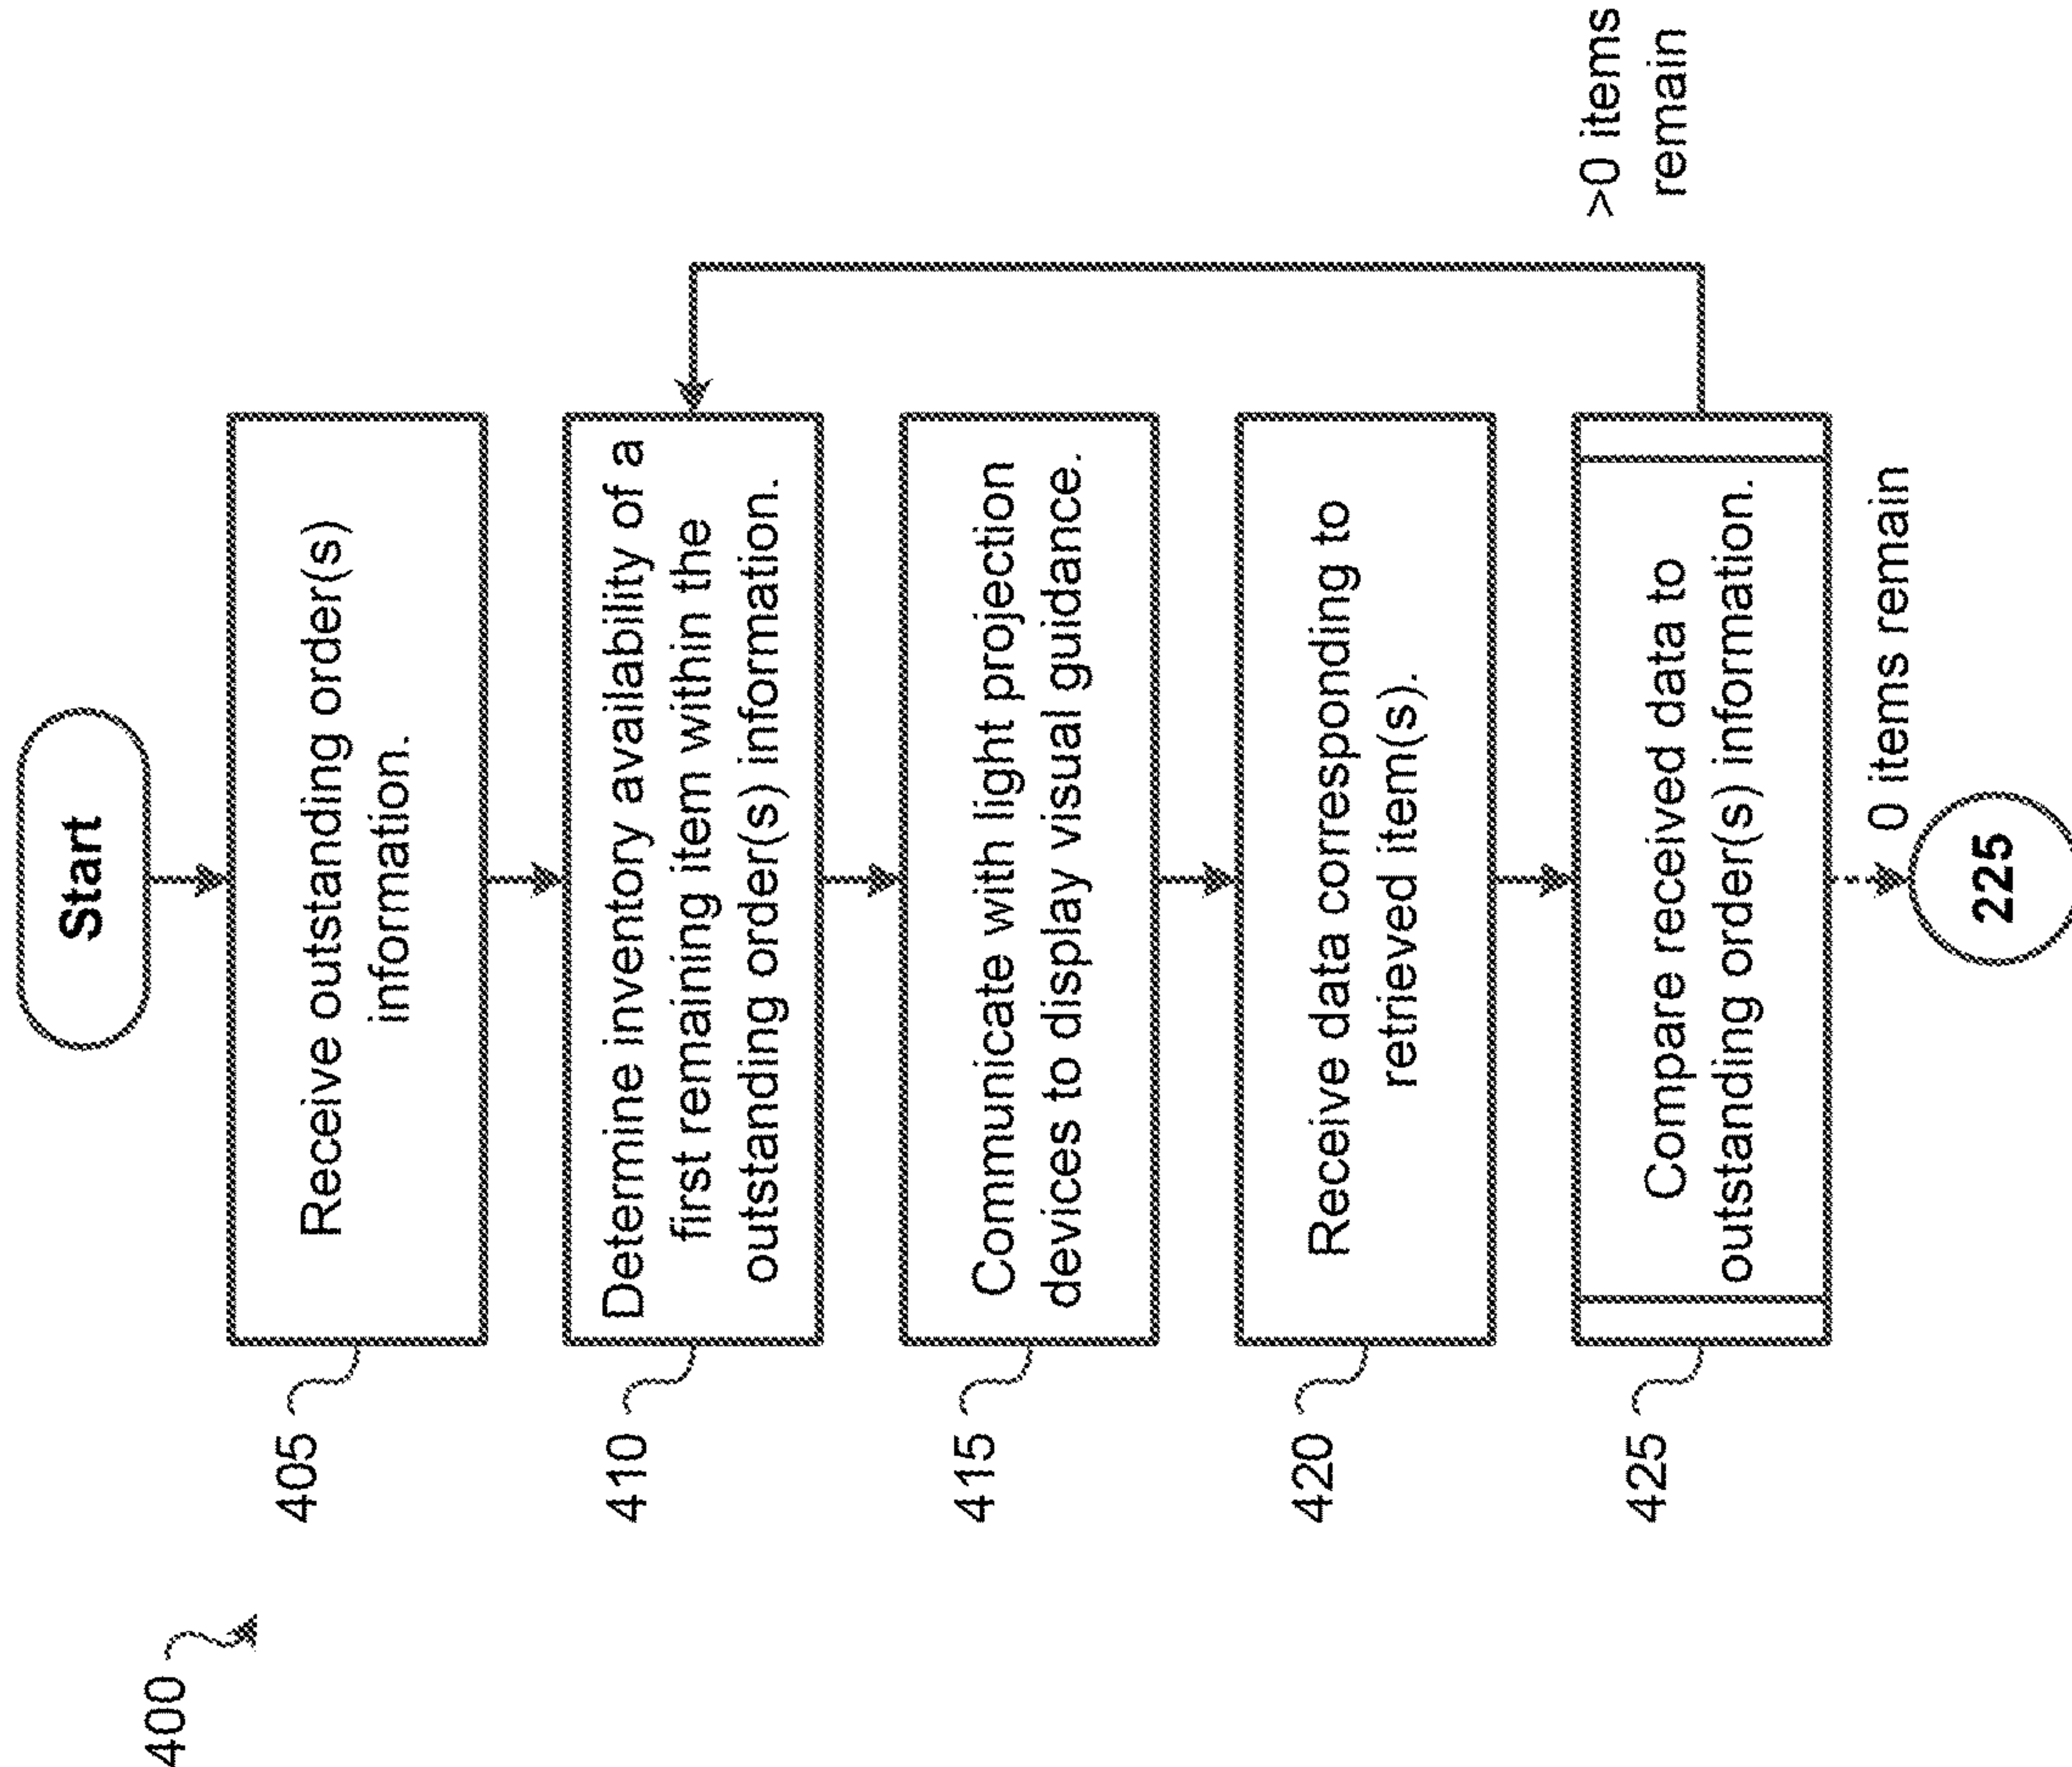 400
Start
405
Receive outstanding order(s)
information.
410
Determine inventory availability of a
first remaining item within the
outstanding order(s) information.
415
Communicate with light projection
devices to display visual guidance.
420
Receive data corresponding to
retrieved item(s).
425
Compare received data to
outstanding order(s) information.
>0 items
remain
0 items remain
225